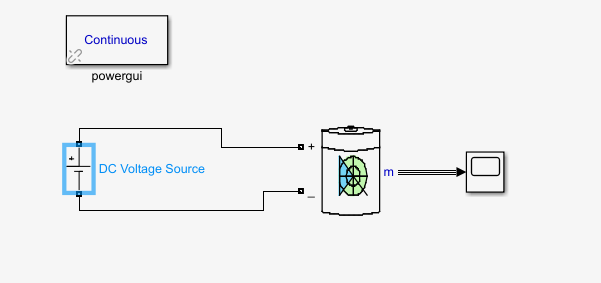 Continuous
powergui
+
DC Voltage Source
+
_
m